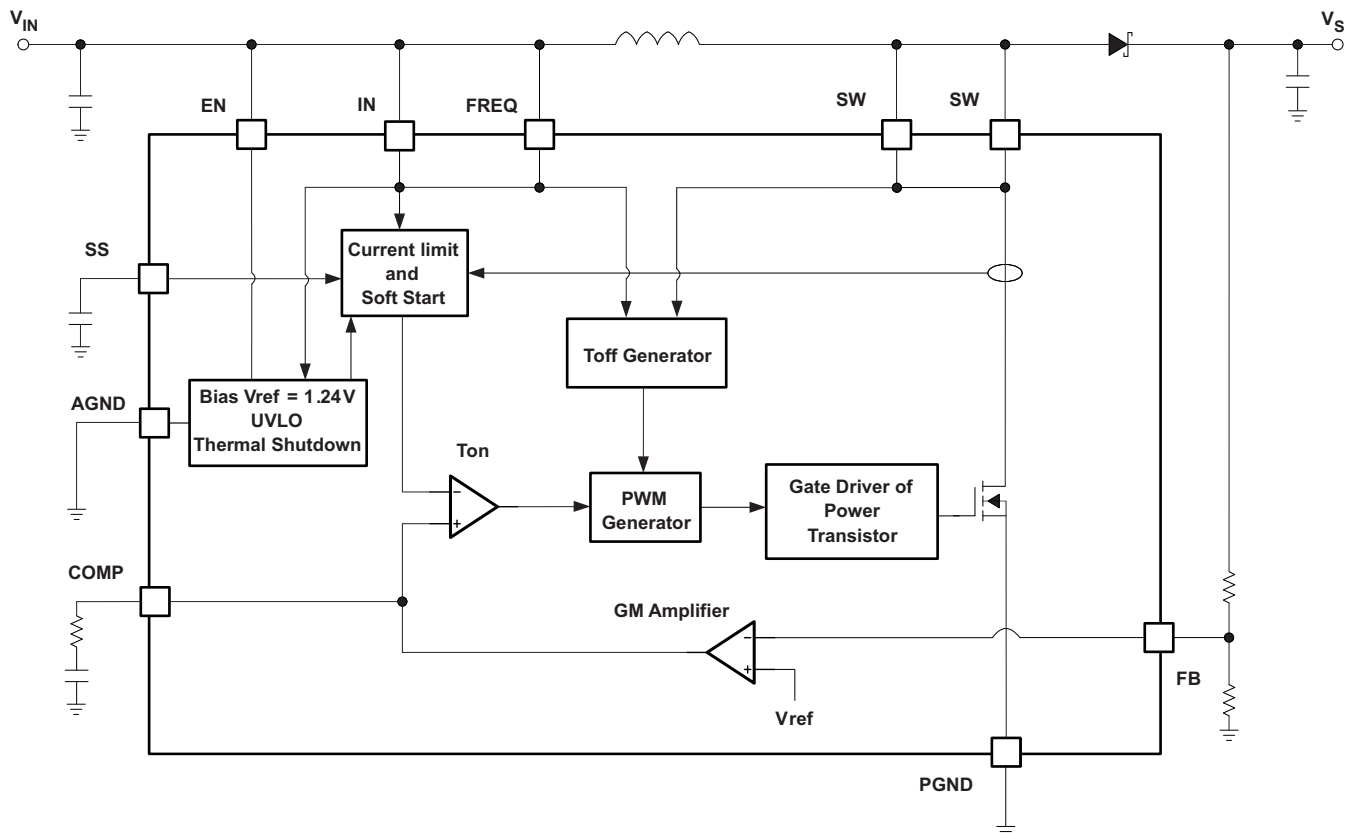 VIN
VS
EN
IN
FREQ
SW
SW
SS
Current limit
and
Soft Start
Toff Generator
AGND
Bias Vref = 1.24V
UVLO
Thermal Shutdown
Ton
−
+
PWM
Generator
Gate Driver of
Power
Transistor
COMP
GM Amplifier
−
+
Vref
FB
PGND